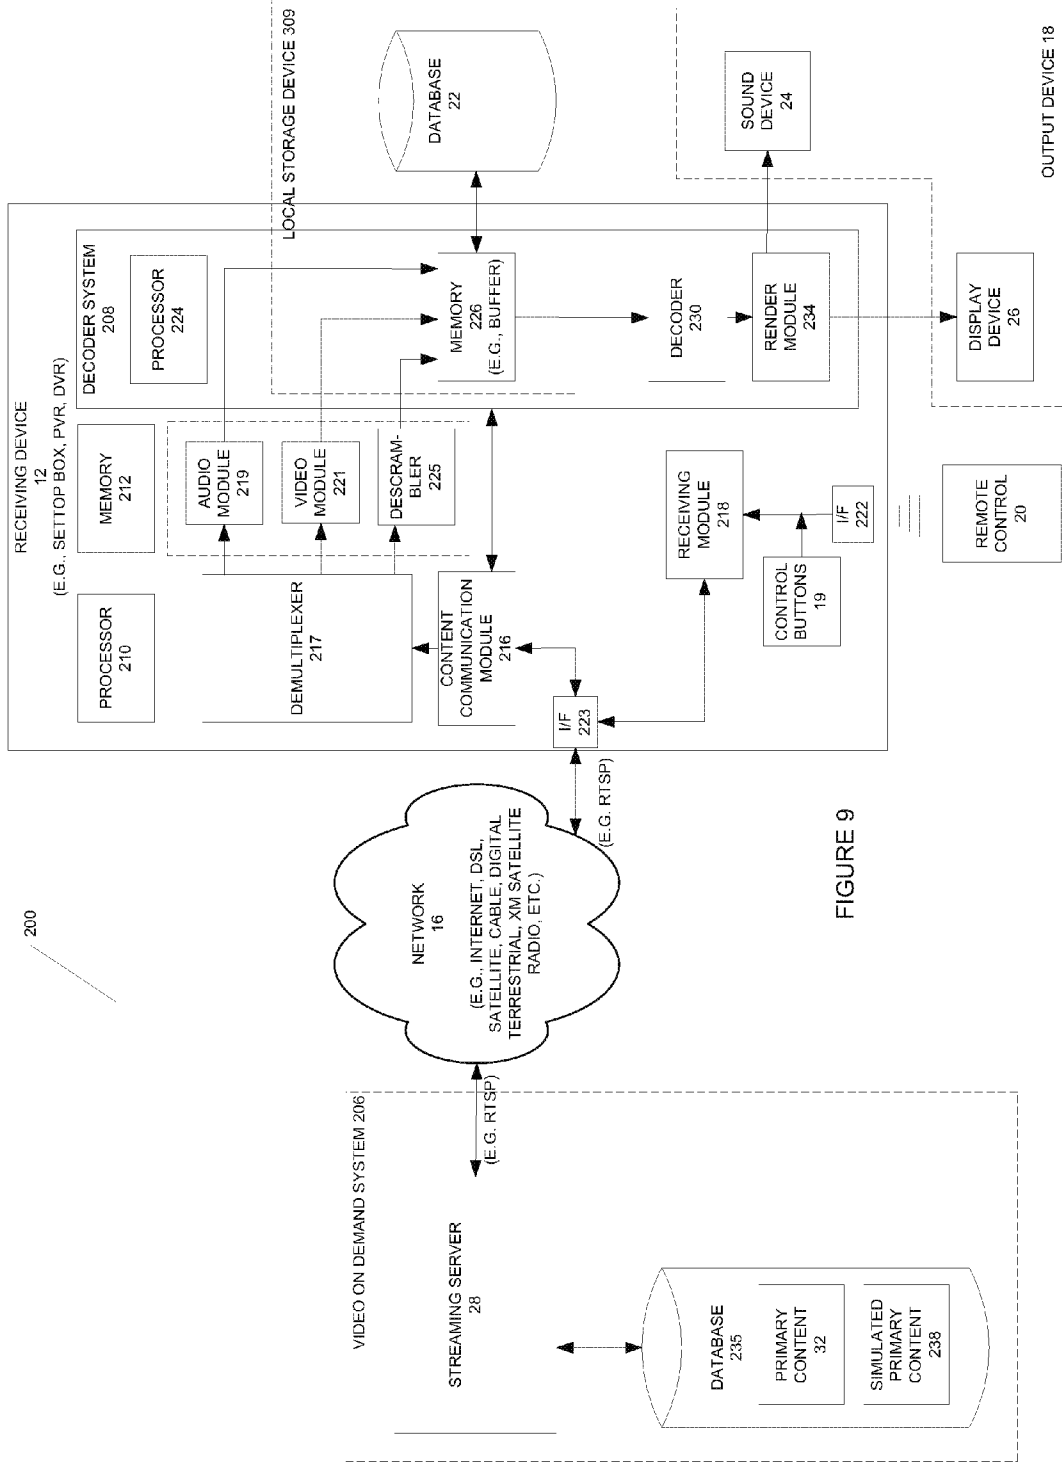 200
RECEIVING DEVICE
12
(E.G., SETTOP BOX, PVR, DVR)
PROCESSOR
210
MEMORY
212
DECODER SYSTEM
208
PROCESSOR
224
LOCAL STORAGE DEVICE 309
AUDIO
MODULE
219
VIDEO
MODULE
221
DESCRAM-
BLER
225
DEMULTIPLEXER
217
CONTENT
COMMUNICATION
MODULE
216
MEMORY
226
(E.G., BUFFER)
DATABASE
22
DECODER
230
RENDER
MODULE
234
SOUND
DEVICE
24
DISPLAY
DEVICE
26
OUTPUT DEVICE 18
I/F
223
RECEIVING
MODULE
218
CONTROL
BUTTONS
19
I/F
222
REMOTE
CONTROL
20
(E.G. RTSP)
NETWORK
16
(E.G., INTERNET, DSL,
SATELLITE, CABLE, DIGITAL
TERRESTRIAL, XM SATELLITE
RADIO, ETC.)
(E.G. RTSP)
VIDEO ON DEMAND SYSTEM 206
STREAMING SERVER
28
DATABASE
235
PRIMARY
CONTENT
32
SIMULATED
PRIMARY
CONTENT
238
FIGURE 9